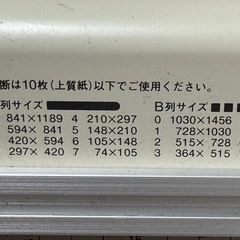 断は10枚(上質紙)以下でご使用ください。
列サイズ B列サイズ
841×1189 4 210×297 0 1030×1456
594× 841 5 148×210 1 728×1030
420×594 6 105×148 2 515×728
297×420 7 74×105 3 364×515